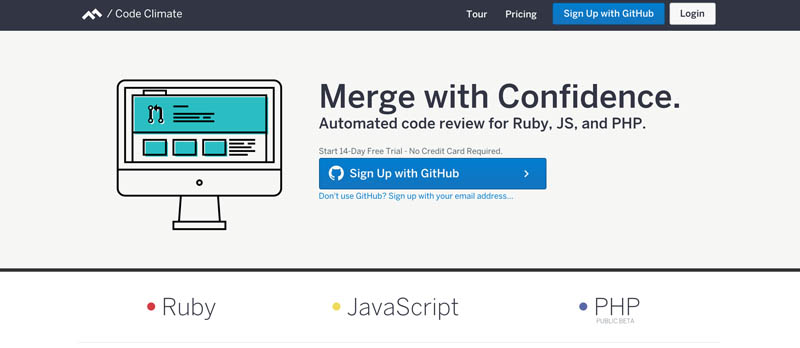 / Code Climate Tour Pricing Sign Up with GitHub Login
Merge with Confidence.
Automated code review for Ruby, JS, and PHP.
Start 14-Day Free Trial - No Credit Card Required.
Sign Up with GitHub
Don't use GitHub? Sign up with your email address...
Ruby JavaScript PHP
PUBLIC BETA